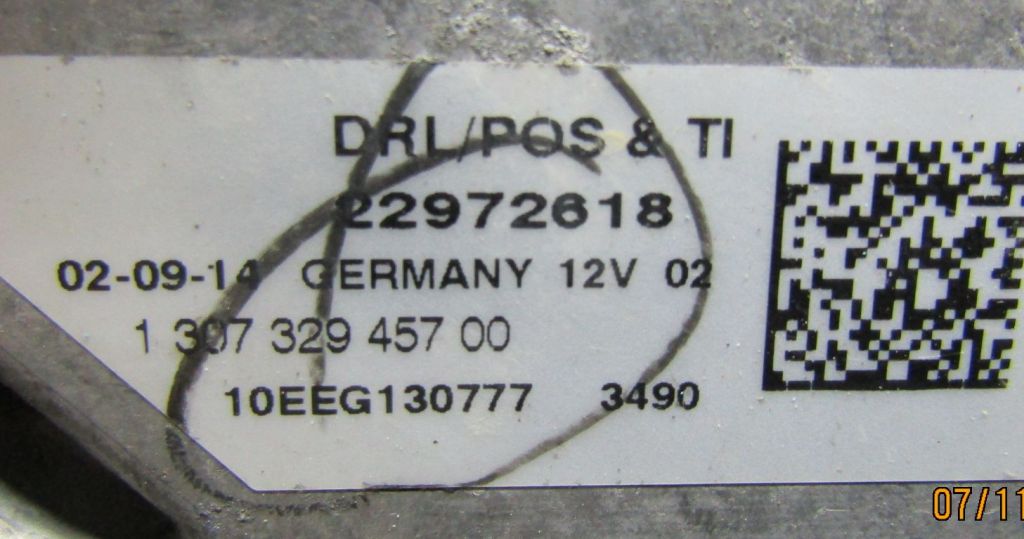 DRL/POS & TI
22972618
02-09-14 GERMANY 12V 02
1 307 329 457 00
10EEG130777 3490
07/11